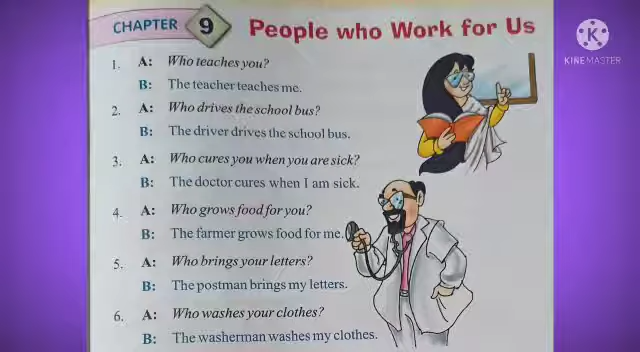 CHAPTER 9 People who Work for Us
1. A: Who teaches you?
B: The teacher teaches me.
2. A: Who drives the school bus?
B: The driver drives the school bus.
3. A: Who cures you when you are sick?
B: The doctor cures when I am sick.
4. A: Who grows food for you?
B: The farmer grows food for me.
5. A: Who brings your letters?
B: The postman brings my letters.
6. A: Who washes your clothes?
B: The washerman washes my clothes.
K
KINEMASTER